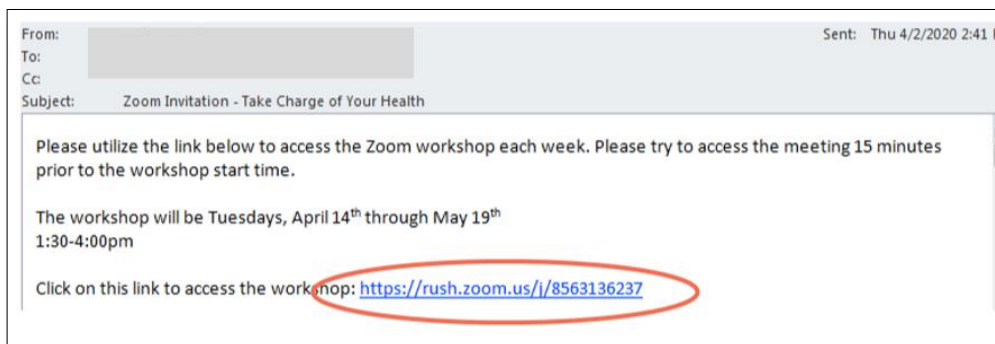 From:
Sent: Thu 4/2/2020 2:41
To:
Cc:
Subject: Zoom Invitation - Take Charge of Your Health
Please utilize the link below to access the Zoom workshop each week. Please try to access the meeting 15 minutes
prior to the workshop start time.
The workshop will be Tuesdays, April 14th through May 19th
1:30-4:00pm
Click on this link to access the workshop: https://rush.zoom.us/j/8563136237